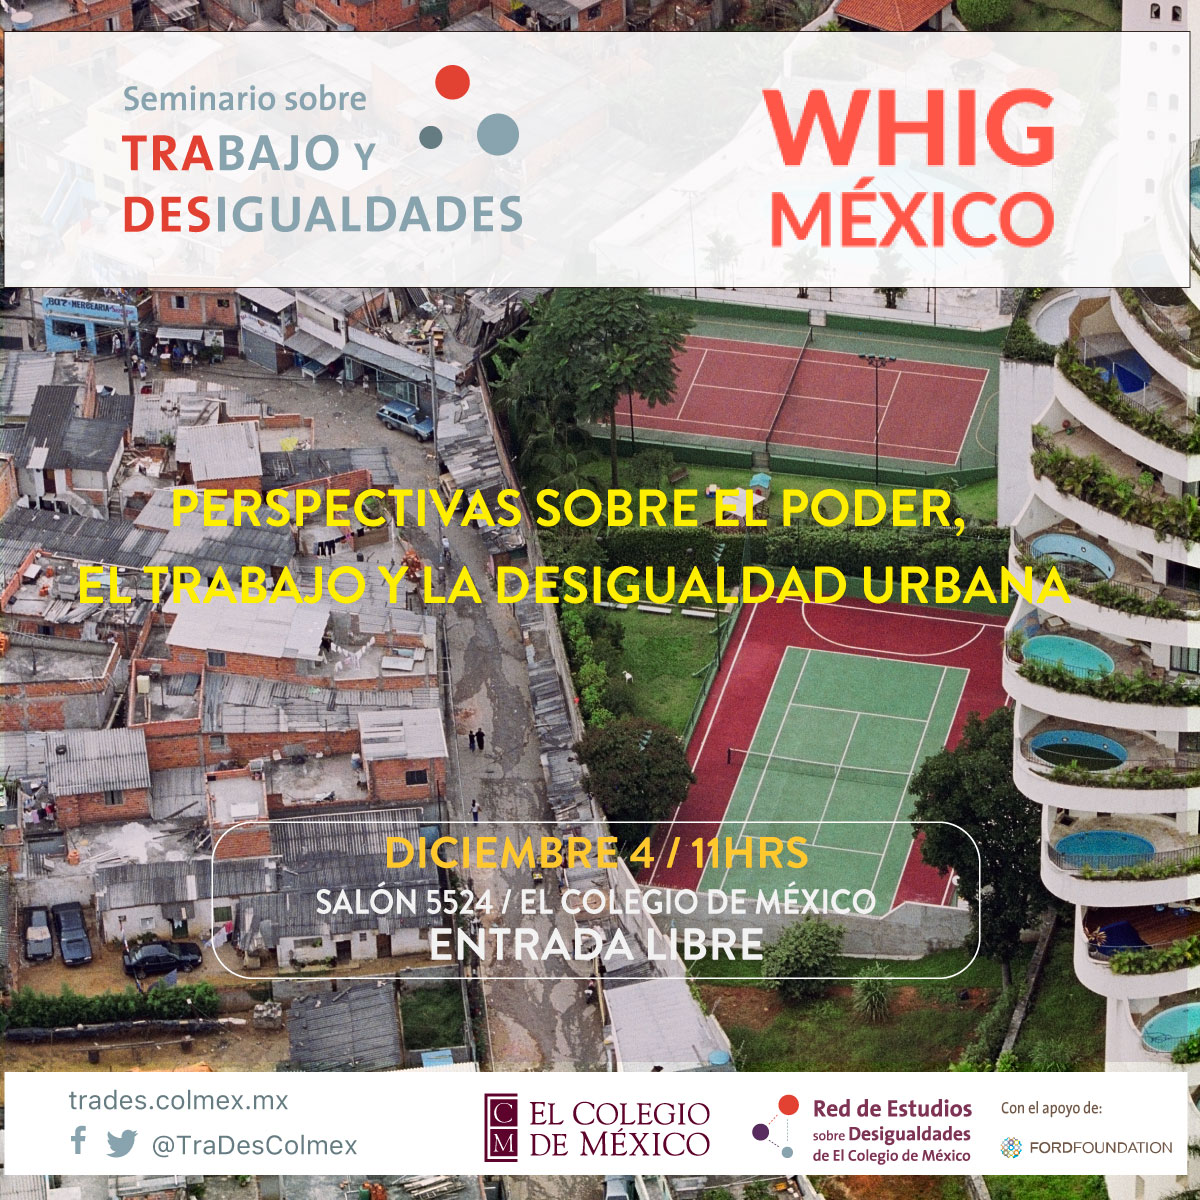 Seminario sobre
TRABAJO Y
DESIGUALDADES
WHIG
MÉXICO
807 - MERCEARIA
PERSPECTIVAS SOBRE EL PODER,
EL TRABAJO Y LA DESIGUALDAD URBANA
DICIEMBRE 4 / 11HRS
SALÓN 5524 / EL COLEGIO DE MÉXICO
ENTRADA LIBRE
trades.colmex.mx
@TraDesColmex
CM
EL COLEGIO
DE MÉXICO
Red de Estudios
sobre Desigualdades
de El Colegio de México
Con el apoyo de:
FORDFOUNDATION